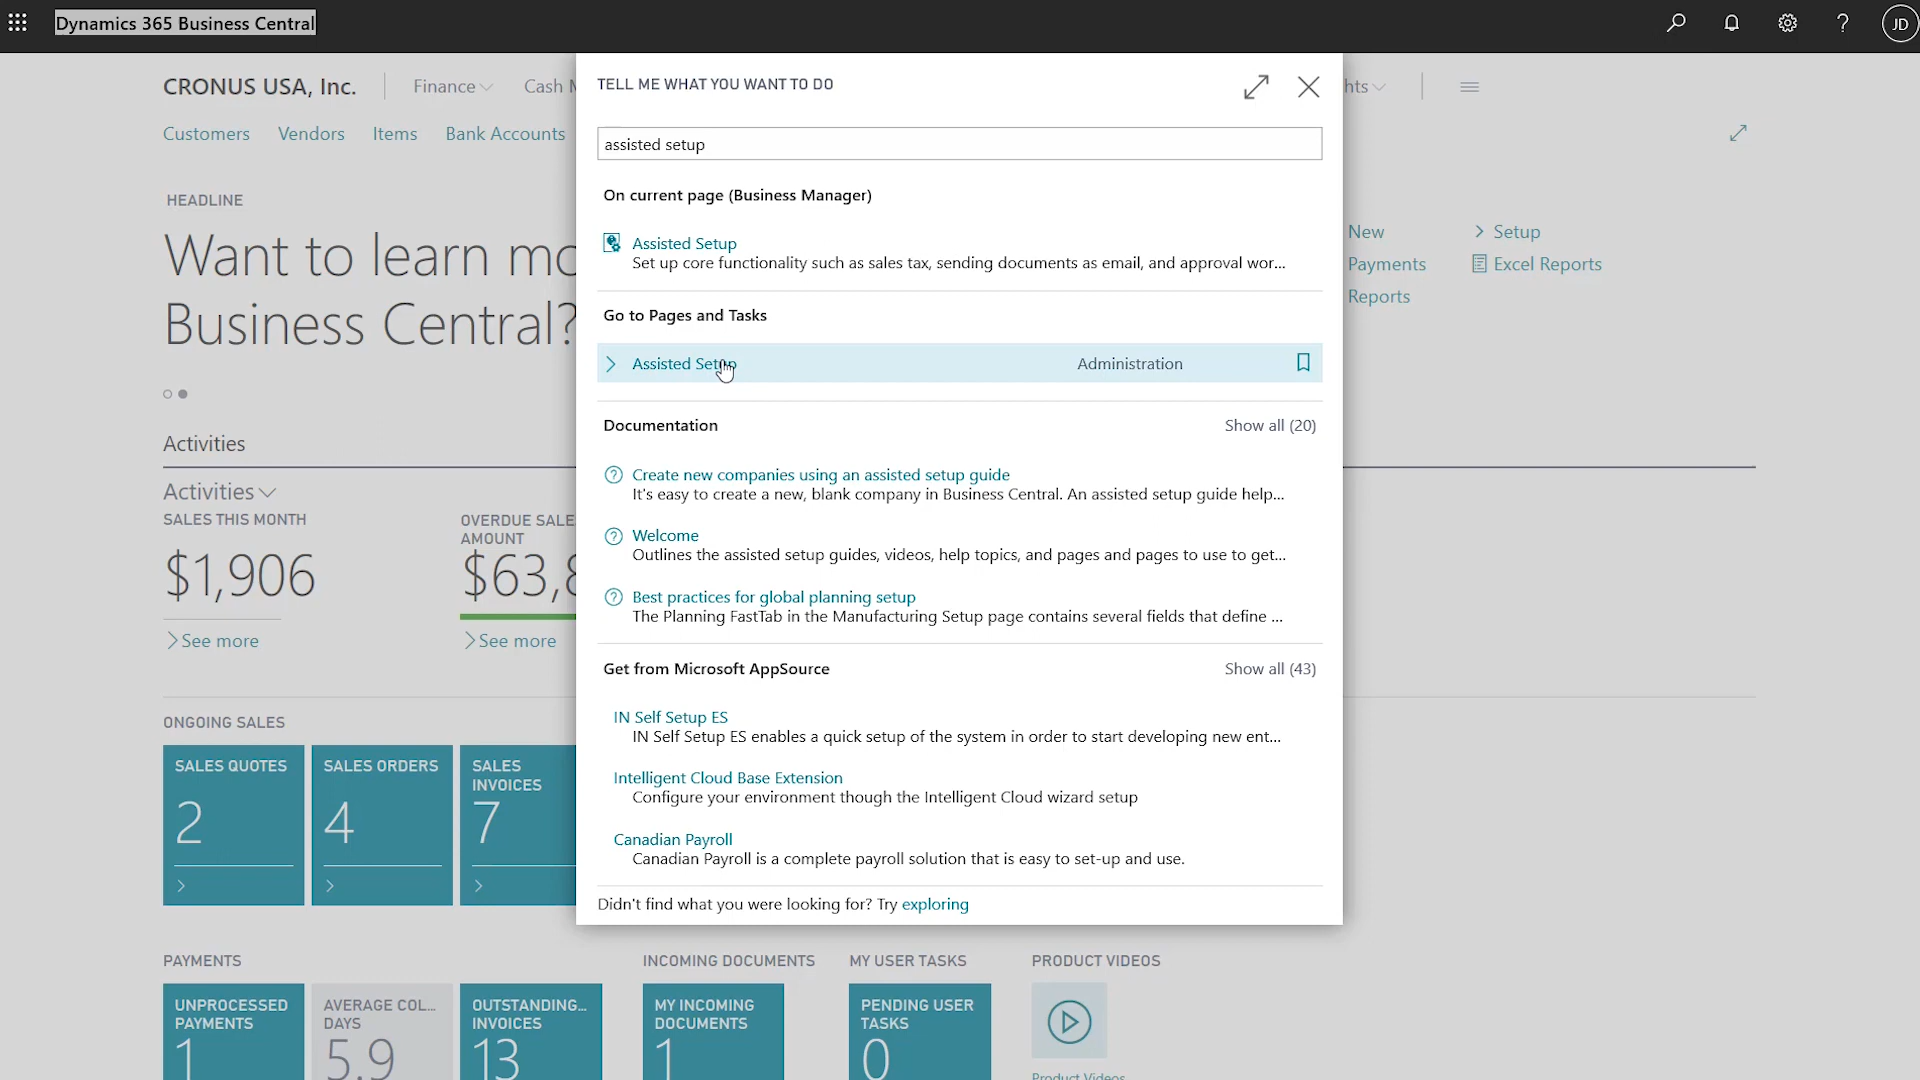 Dynamics 365 Business Central
JD
CRONUS USA, Inc.
Finance
Cash
Customers
Vendors
Items
Bank Accounts
HEADLINE
Want to learn
Business Central?
New
Payments
Reports
Setup
Excel Reports
Activities
Activities
SALES THIS MONTH
$1,906
See more
OVERDUE SALE
AMOUNT
$63,
See more
ONGOING SALES
SALES QUOTES
2
SALES ORDERS
4
SALES
INVOICES
7
TELL ME WHAT YOU WANT TO DO
assisted setup
On current page (Business Manager)
Assisted Setup
Set up core functionality such as sales tax, sending documents as email, and approval wor...
Go to Pages and Tasks
Assisted Setup
Administration
Documentation
Show all (20)
Create new companies using an assisted setup guide
It's easy to create a new, blank company in Business Central. An assisted setup guide help...
Welcome
Outlines the assisted setup guides, videos, help topics, and pages and pages to use to get...
Best practices for global planning setup
The Planning FastTab in the Manufacturing Setup page contains several fields that define ...
Get from Microsoft AppSource
Show all (43)
IN Self Setup ES
IN Self Setup ES enables a quick setup of the system in order to start developing new ent...
Intelligent Cloud Base Extension
Configure your environment though the Intelligent Cloud wizard setup
Canadian Payroll
Canadian Payroll is a complete payroll solution that is easy to set-up and use.
Didn't find what you were looking for? Try exploring
PAYMENTS
UNPROCESSED
PAYMENTS
1
AVERAGE COL...
DAYS
5.9
OUTSTANDING...
INVOICES
13
INCOMING DOCUMENTS
MY INCOMING
DOCUMENTS
1
MY USER TASKS
PENDING USER
TASKS
0
PRODUCT VIDEOS
Product Videos